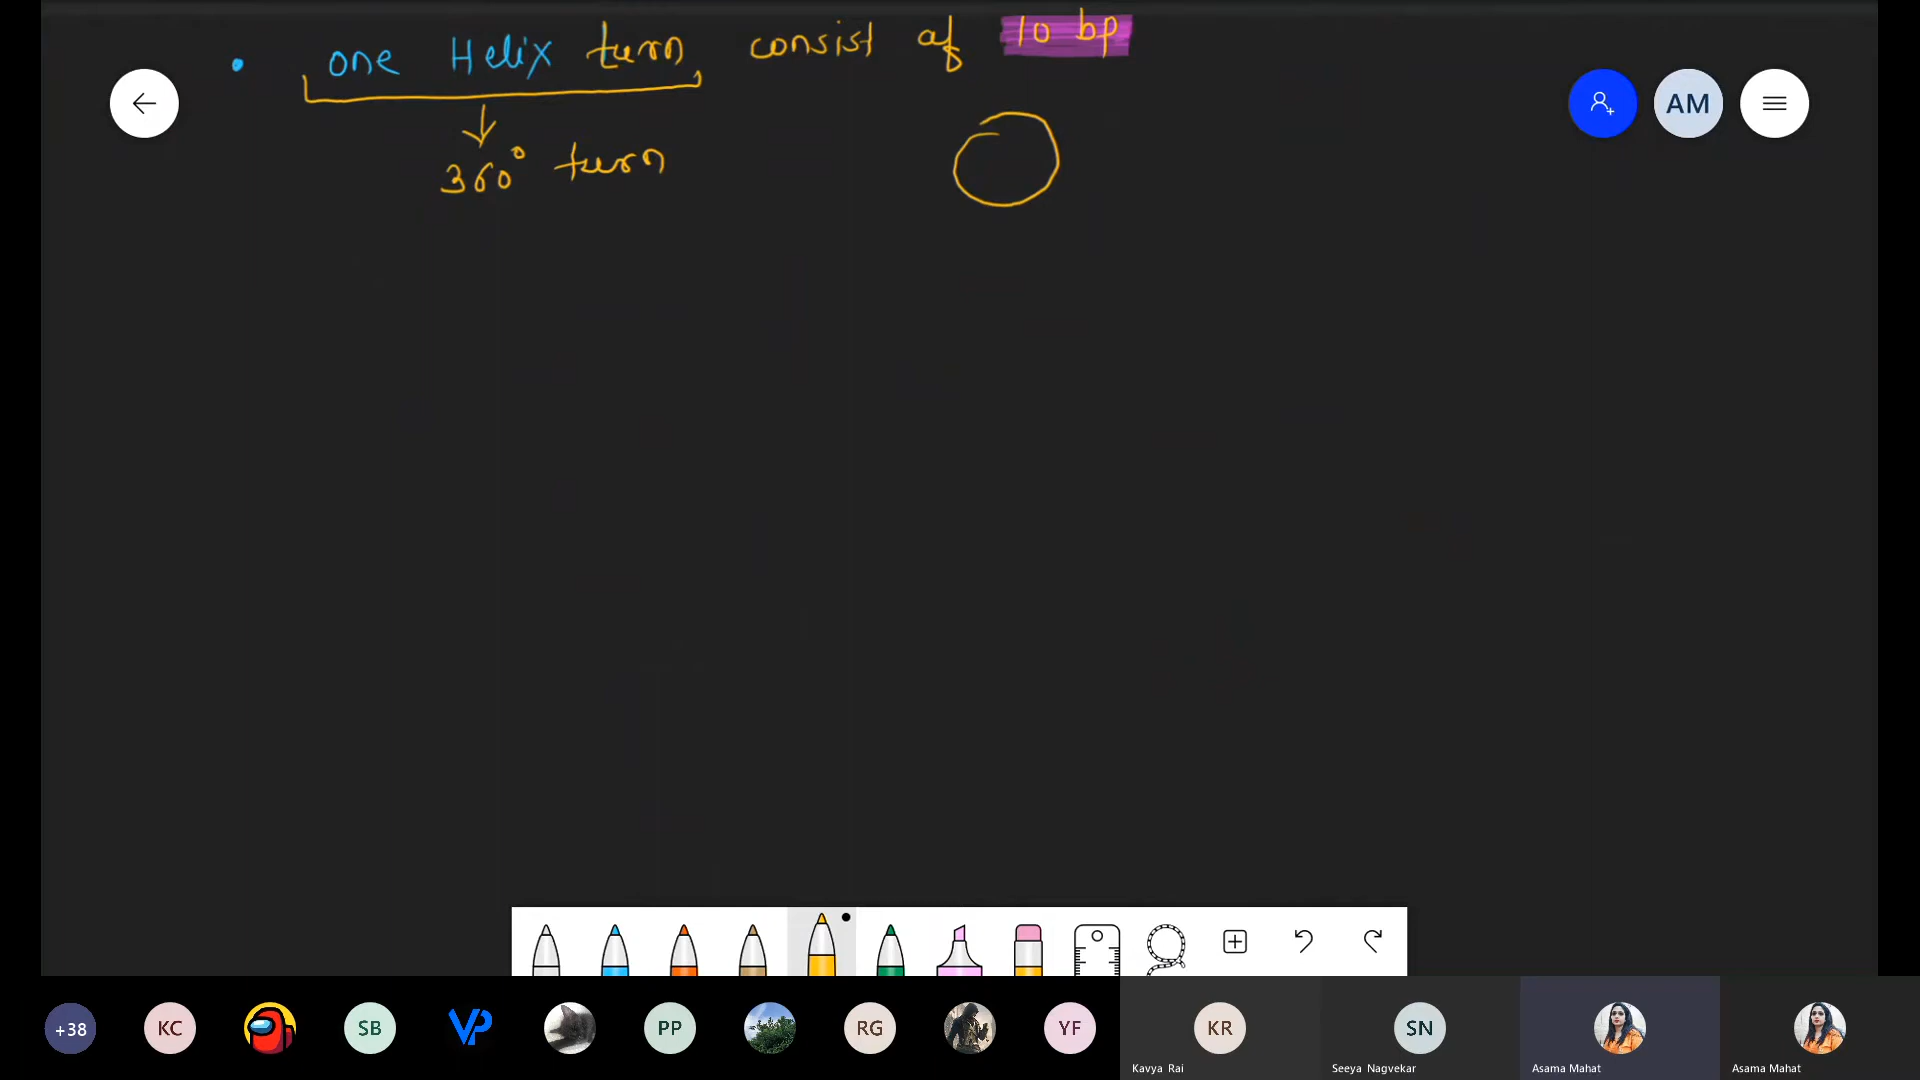 • one Helix turn consist of 10 bp
360° turn
AM
+38
KC
SB
VP
PP
RG
YF
KR
SN
Kavya Rai
Seeya Nagvekar
Asama Mahat
Asama Mahat